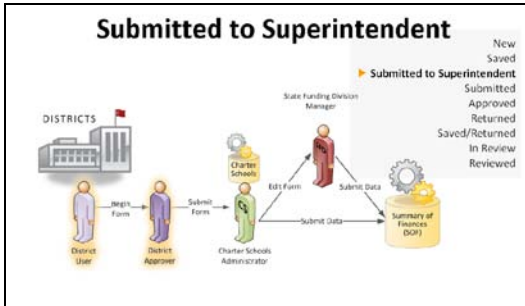 Submitted to Superintendent
New
Saved
Submitted to Superintendent
Submitted
Approved
Returned
Saved/Returned
In Review
Reviewed
State Funding Division
Manager
DISTRICTS
Charter
Schools
Begin
Form
Submit
Form
Edit Form
Submit Data
Submit Data
District
User
District
Approver
Charter Schools
Administrator
Summary of
Finances
(SOF)